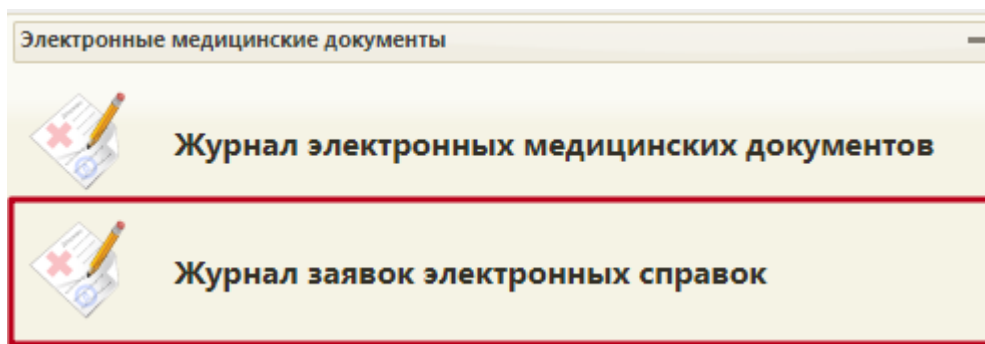 Электронные медицинские документы
Журнал электронных медицинских документов
Журнал заявок электронных справок